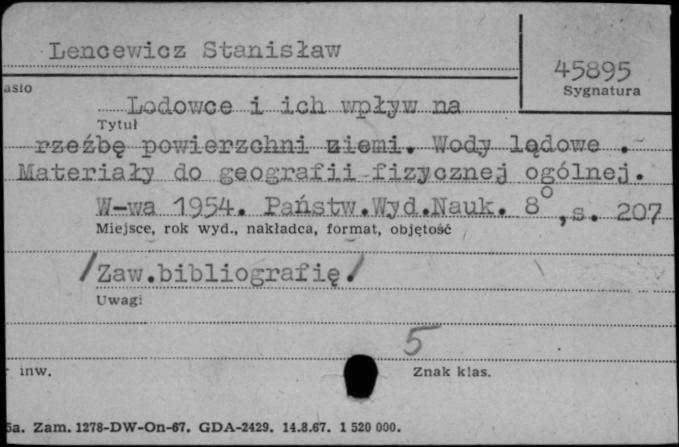 Lencewicz Stanisław
45895
asło
Sygnatura
Lodowce i ich wpływ na
Tytuł
rzeźbę powierzchni ziemi. Wody lądowe .
Materiały do geografii fizycznej ogólnej.
W-wa 1954. Państw.Wyd.Nauk. 8° ,s. 207
Miejsce, rok wyd., nakładca, format, objętość
/Zaw.bibliografię./
Uwagi
5
r inw.
Znak klas.
5a. Zam. 1278-DW-On-67. GDA-2429. 14.8.67. 1 520 000.